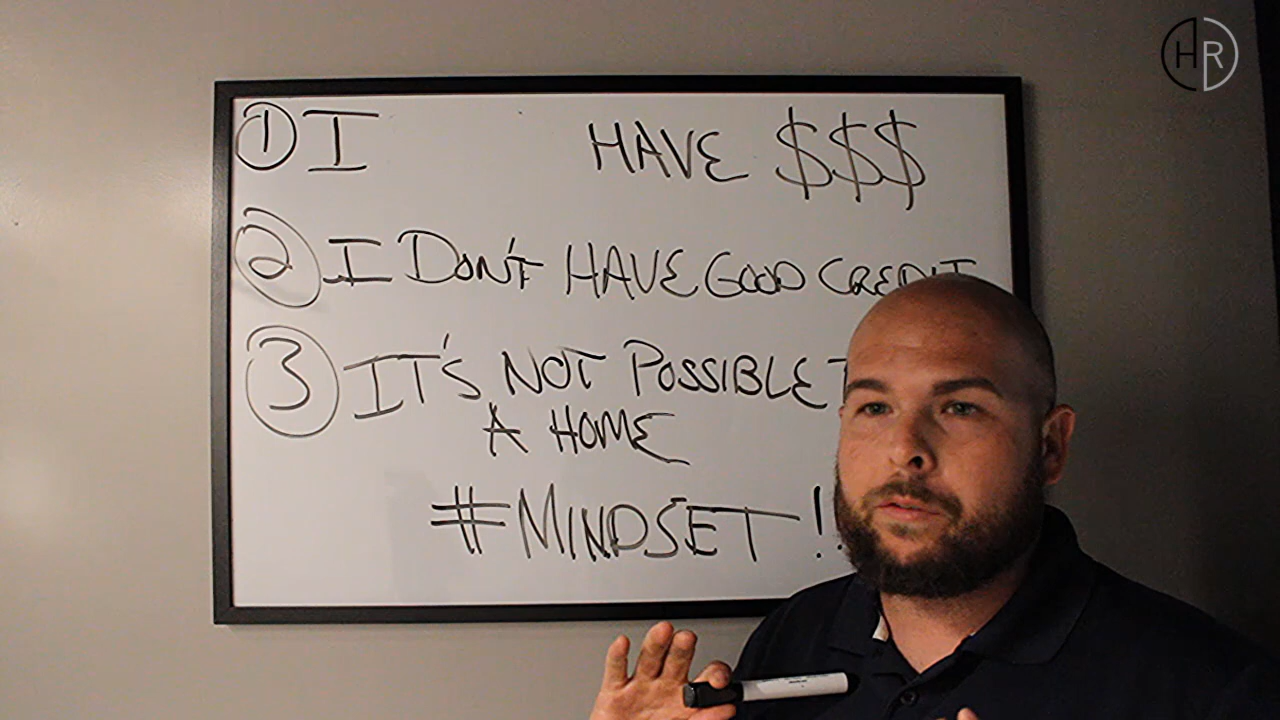 ① I HAVE $$$
② I DON'T HAVE GOOD CREDIT
③ IT'S NOT POSSIBLE
A HOME
#MINDSET!
HR